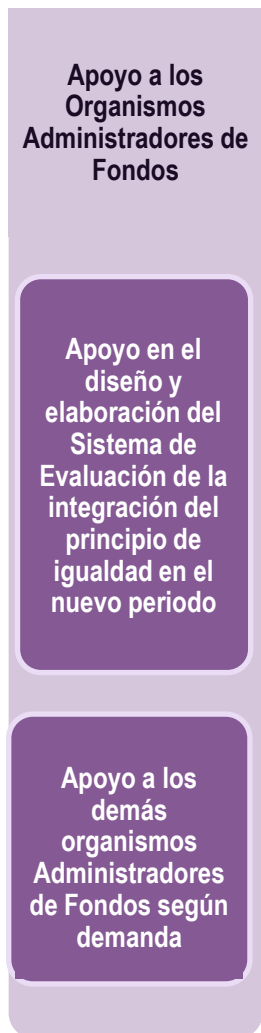 Apoyo a los
Organismos
Administradores de
Fondos
Apoyo en el
diseño y
elaboración del
Sistema de
Evaluación de la
integración del
principio de
igualdad en el
nuevo periodo
Apoyo a los
demás
organismos
Administradores
de Fondos según
demanda